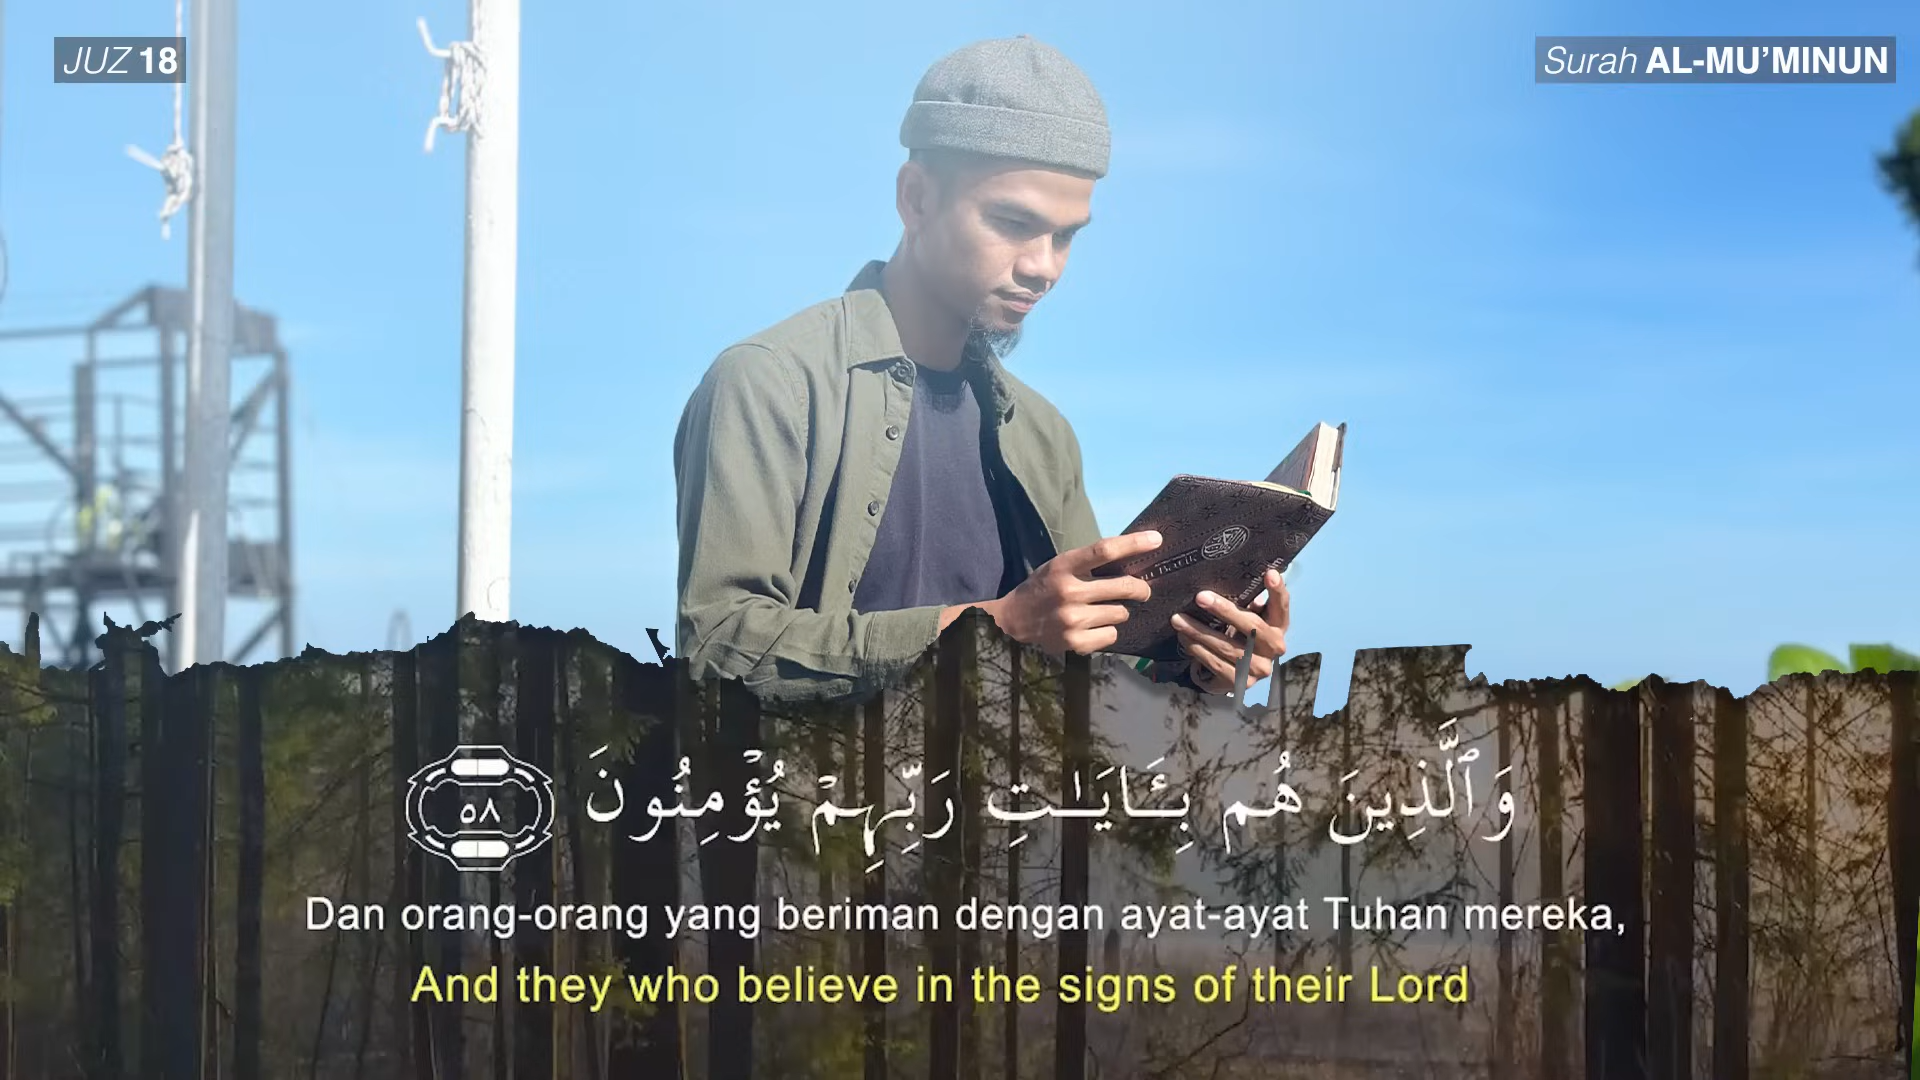 JUZ 18
Surah AL-MU’MINUN
وَٱلَّذِينَ هُم بِـَٔايَـٰتِ رَبِّهِمْ يُؤْمِنُونَ ٥٨
Dan orang-orang yang beriman dengan ayat-ayat Tuhan mereka,
And they who believe in the signs of their Lord